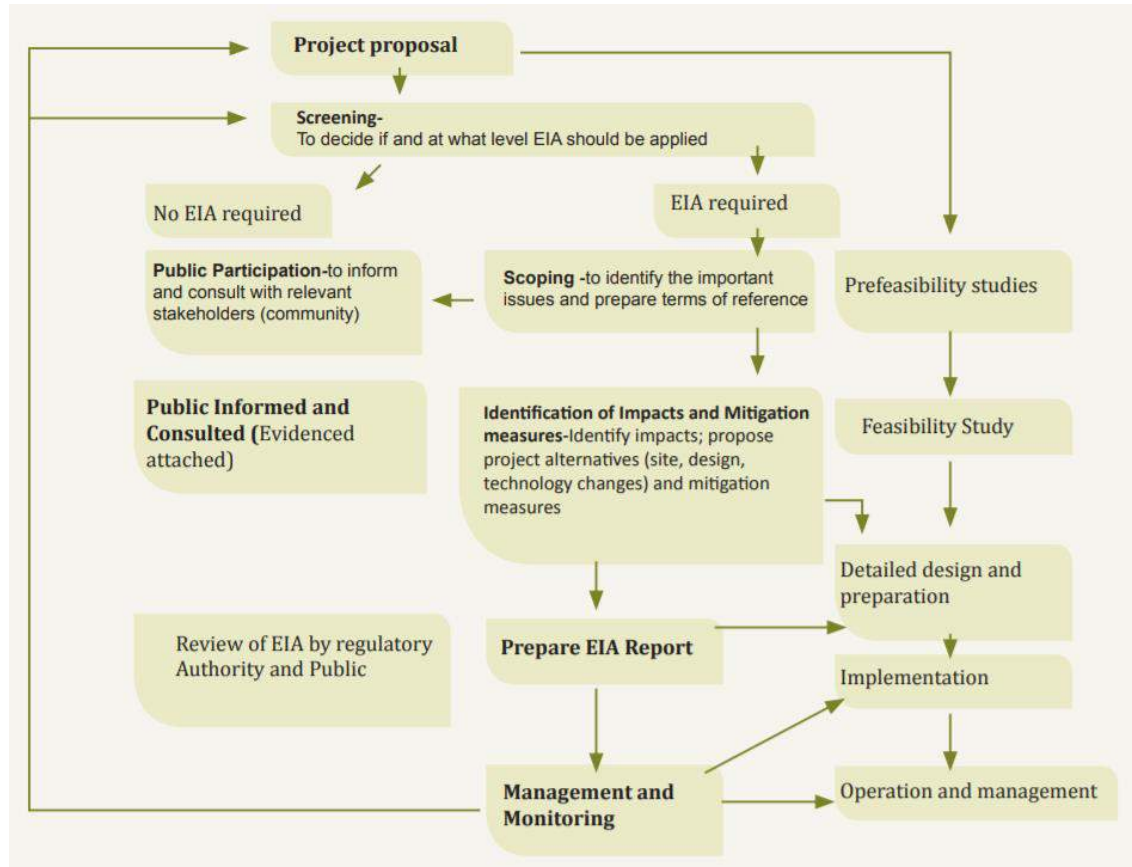 Project proposal
Screening-
To decide if and at what level EIA should be applied
No EIA required
EIA required
Public Participation-to inform
and consult with relevant
stakeholders (community)
Scoping -to identify the important
issues and prepare terms of reference
Prefeasibility studies
Public Informed and
Consulted (Evidenced
attached)
Identification of Impacts and Mitigation
measures-Identify impacts; propose
project alternatives (site, design,
technology changes) and mitigation
measures
Feasibility Study
Detailed design and
preparation
Review of EIA by regulatory
Authority and Public
Prepare EIA Report
Implementation
Management and
Monitoring
Operation and management